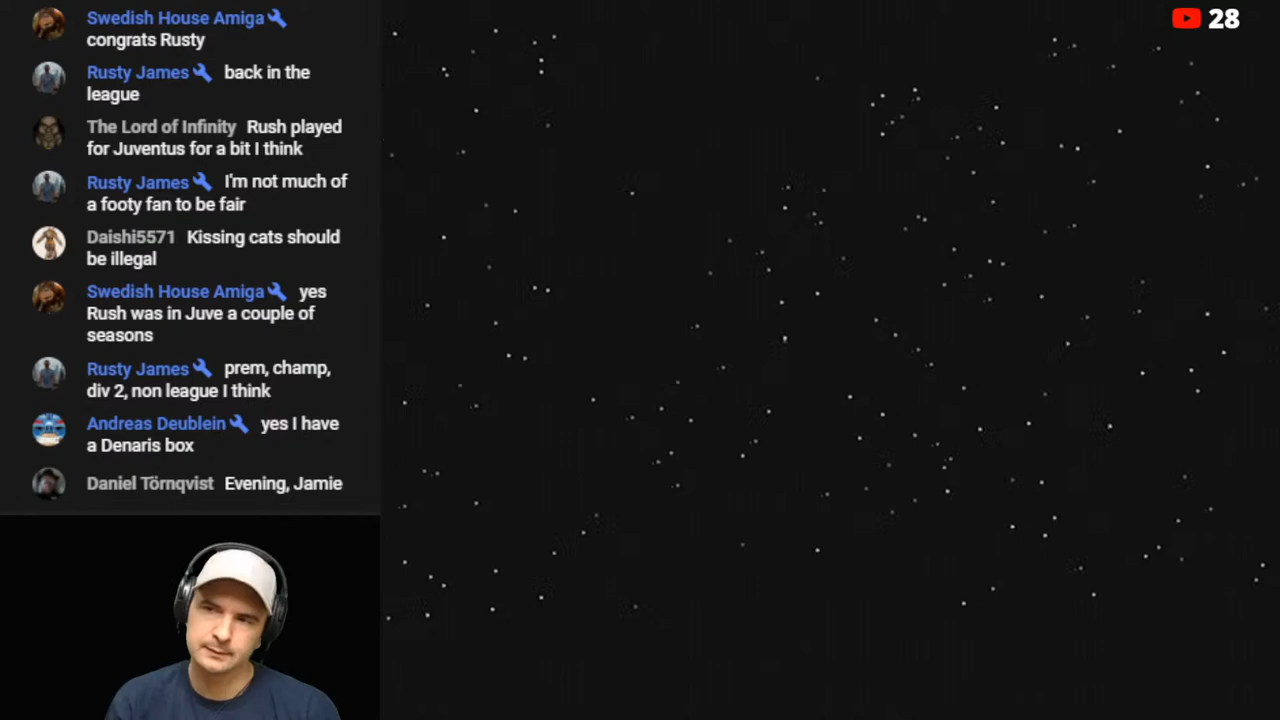 Swedish House Amiga
congrats Rusty
Rusty James back in the
league
The Lord of Infinity Rush played
for Juventus for a bit I think
Rusty James I'm not much of
a footy fan to be fair
Daishi5571 Kissing cats should
be illegal
Swedish House Amiga yes
Rush was in Juve a couple of
seasons
Rusty James prem, champ,
div 2, non league I think
Andreas Deublein yes I have
a Denaris box
Daniel Törnqvist Evening, Jamie
28